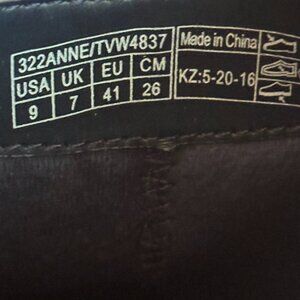 322ANNE/TVW4837
USA UK EU CM
9 7 41 26
Made in China
KZ:5-20-16